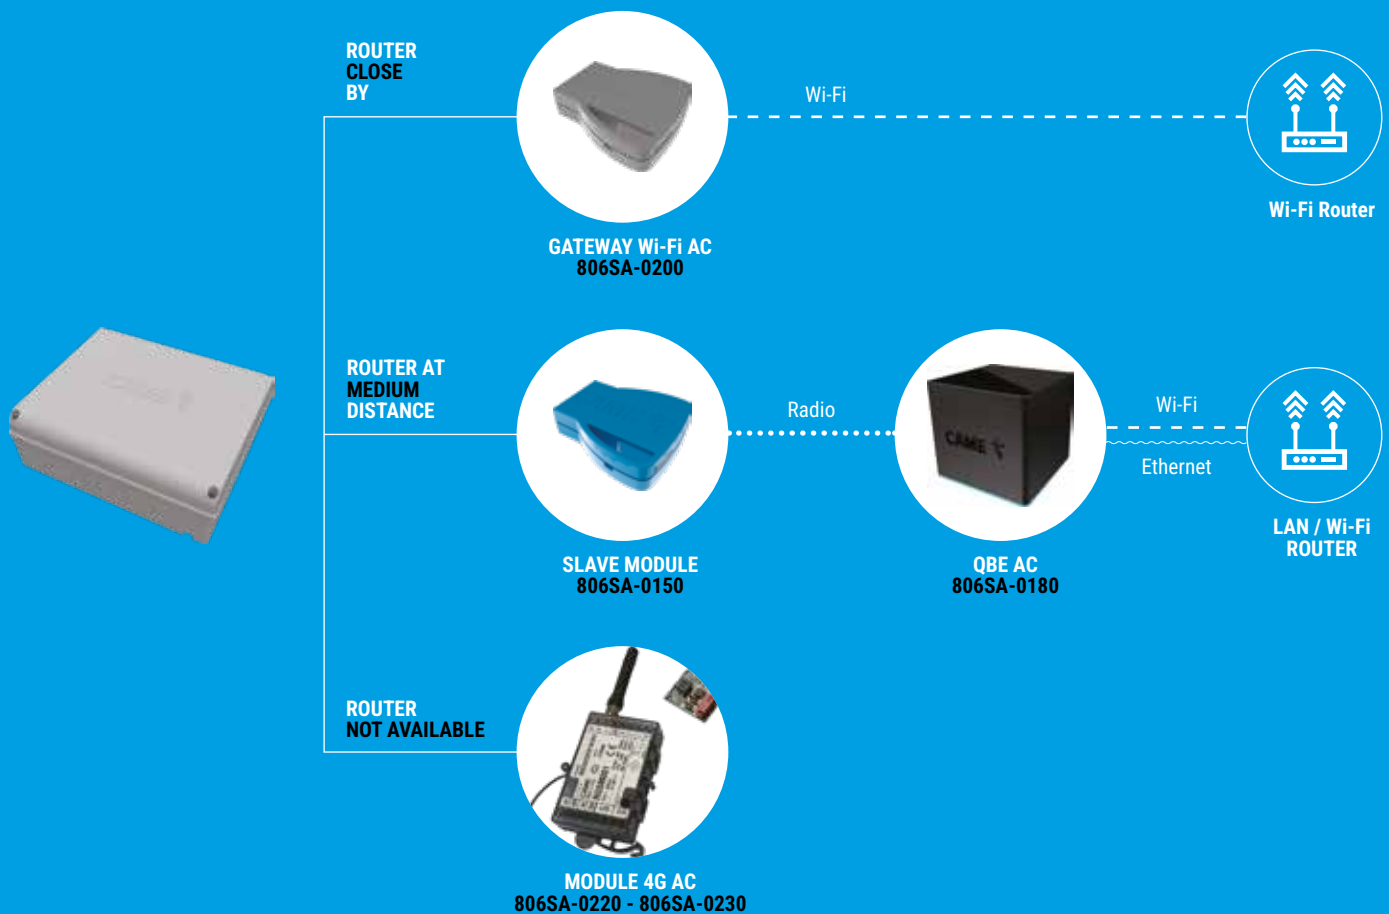 ROUTER
CLOSE
BY
Wi-Fi
Wi-Fi Router
GATEWAY Wi-Fi AC
806SA-0200
CAME
ROUTER AT
MEDIUM
DISTANCE
Radio
CAME
Wi-Fi
Ethernet
LAN / Wi-Fi
ROUTER
SLAVE MODULE
806SA-0150
QBE AC
806SA-0180
ROUTER
NOT AVAILABLE
MODULE 4G AC
806SA-0220 - 806SA-0230